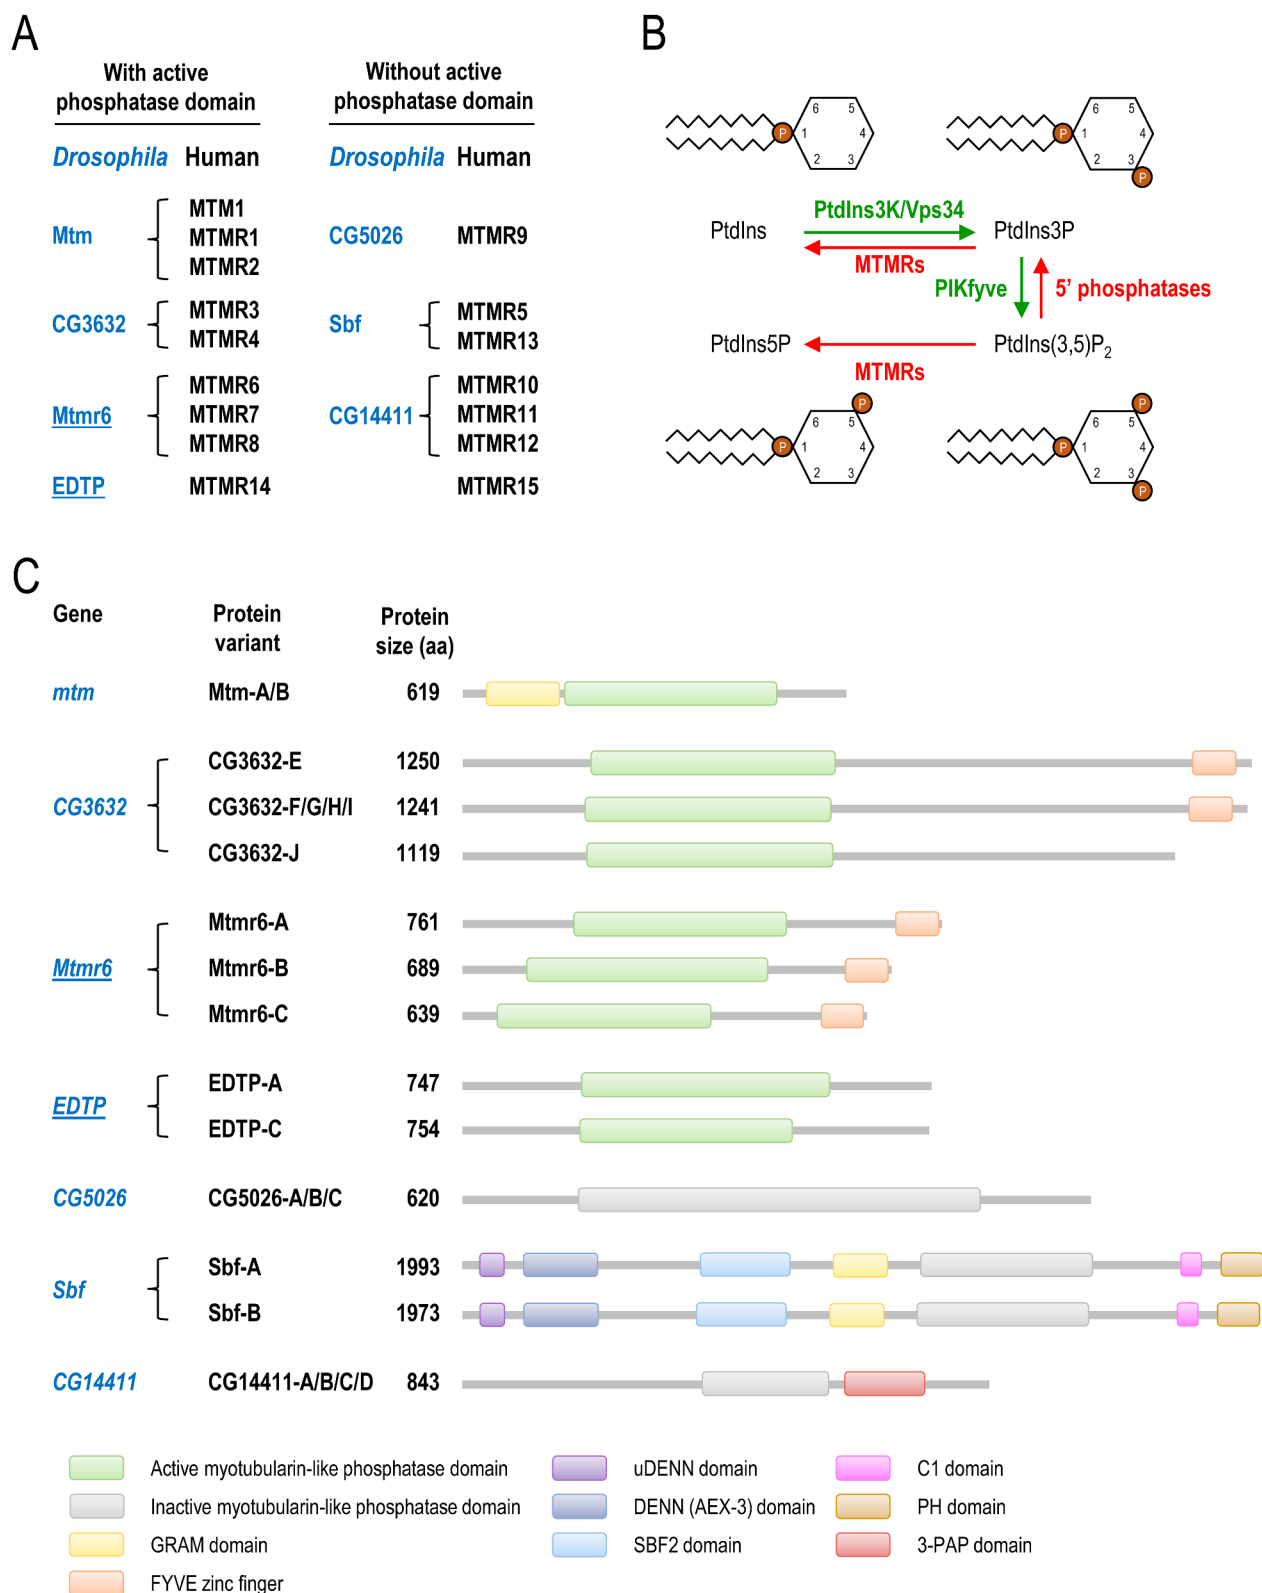 A
With active
phosphatase domain
Without active
phosphatase domain
Drosophila Human
Drosophila Human
Mtm
MTM1
MTMR1
MTMR2
CG5026
MTMR9
CG3632
MTMR3
MTMR4
Sbf
MTMR5
MTMR13
Mtmr6
MTMR6
MTMR7
MTMR8
CG14411
MTMR10
MTMR11
MTMR12
EDTP
MTMR14
MTMR15
B
P 1 2 3 4 5 6
P 1 2 3 4 5 6 P
PtdIns
PtdIns3K/Vps34
MTMRs
PtdIns3P
PIKfyve
5' phosphatases
PtdIns5P
MTMRs
PtdIns(3,5)P2
P 1 2 3 4 5 6 P
P 1 2 3 4 5 6 P P
C
Gene
Protein
variant
Protein
size (aa)
mtm Mtm-A/B 619
CG3632
CG3632-E 1250
CG3632-F/G/H/I 1241
CG3632-J 1119
Mtmr6
Mtmr6-A 761
Mtmr6-B 689
Mtmr6-C 639
EDTP
EDTP-A 747
EDTP-C 754
CG5026 CG5026-A/B/C 620
Sbf
Sbf-A 1993
Sbf-B 1973
CG14411 CG14411-A/B/C/D 843
Active myotubularin-like phosphatase domain
Inactive myotubularin-like phosphatase domain
GRAM domain
FYVE zinc finger
uDENN domain
DENN (AEX-3) domain
SBF2 domain
C1 domain
PH domain
3-PAP domain